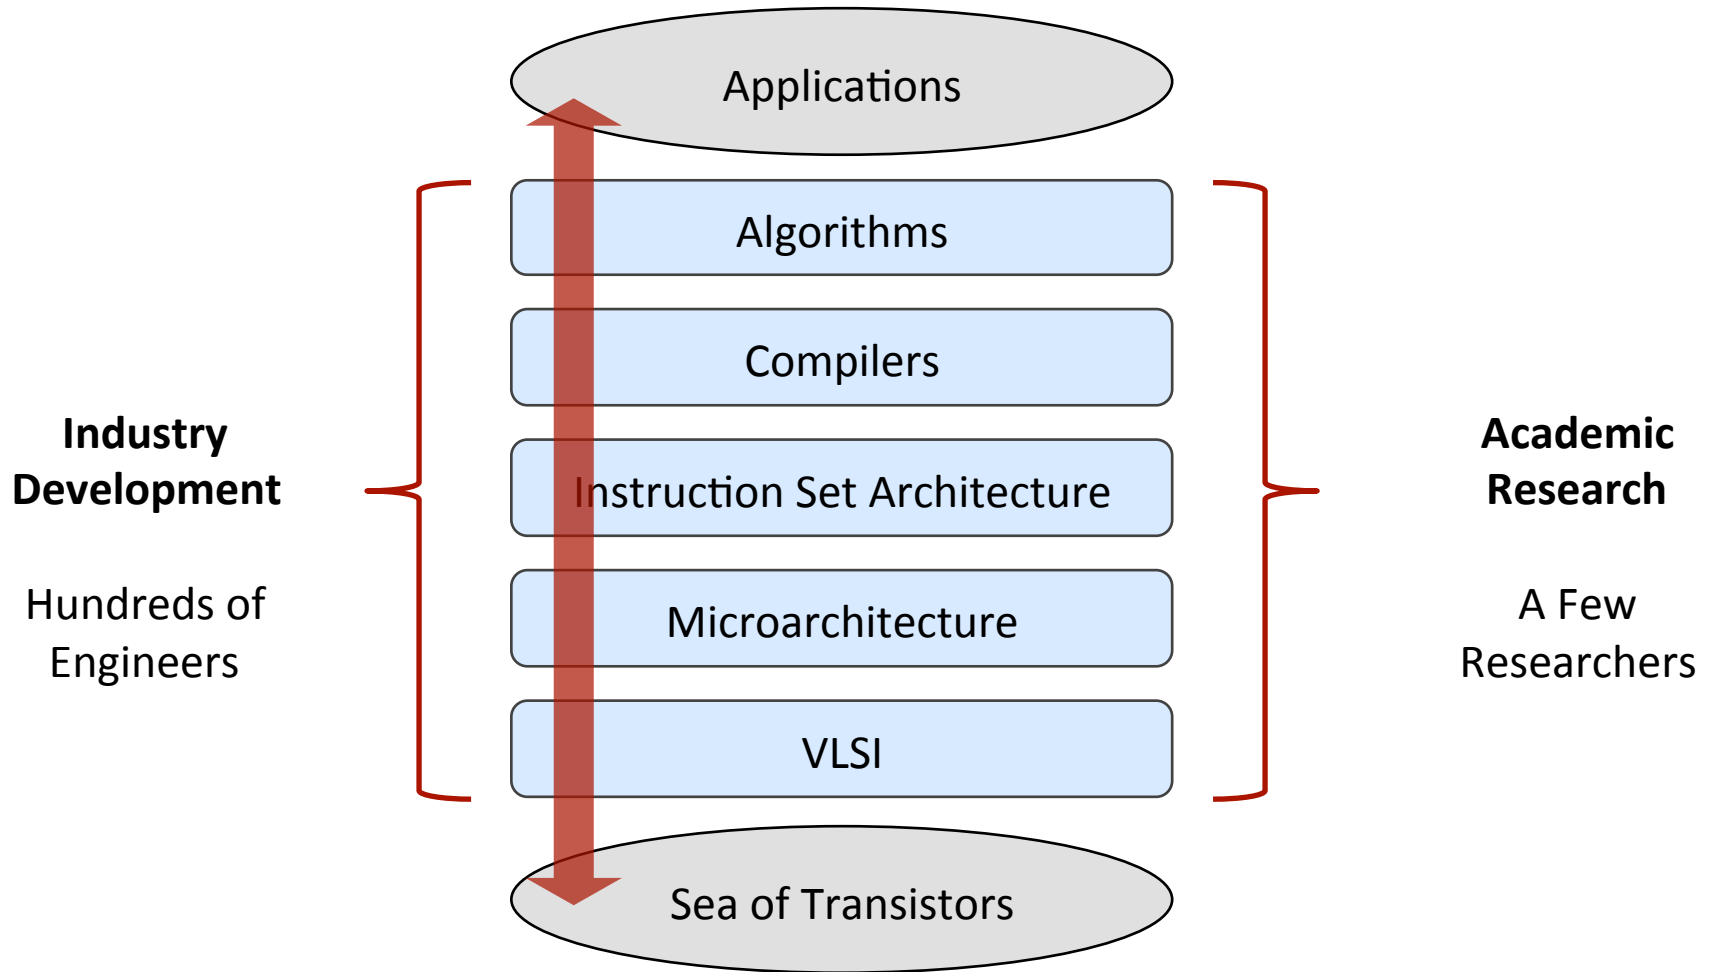 Applications
Algorithms
Compilers
Instruction Set Architecture
Microarchitecture
VLSI
Sea of Transistors
Industry
Development
Hundreds of
Engineers
Academic
Research
A Few
Researchers